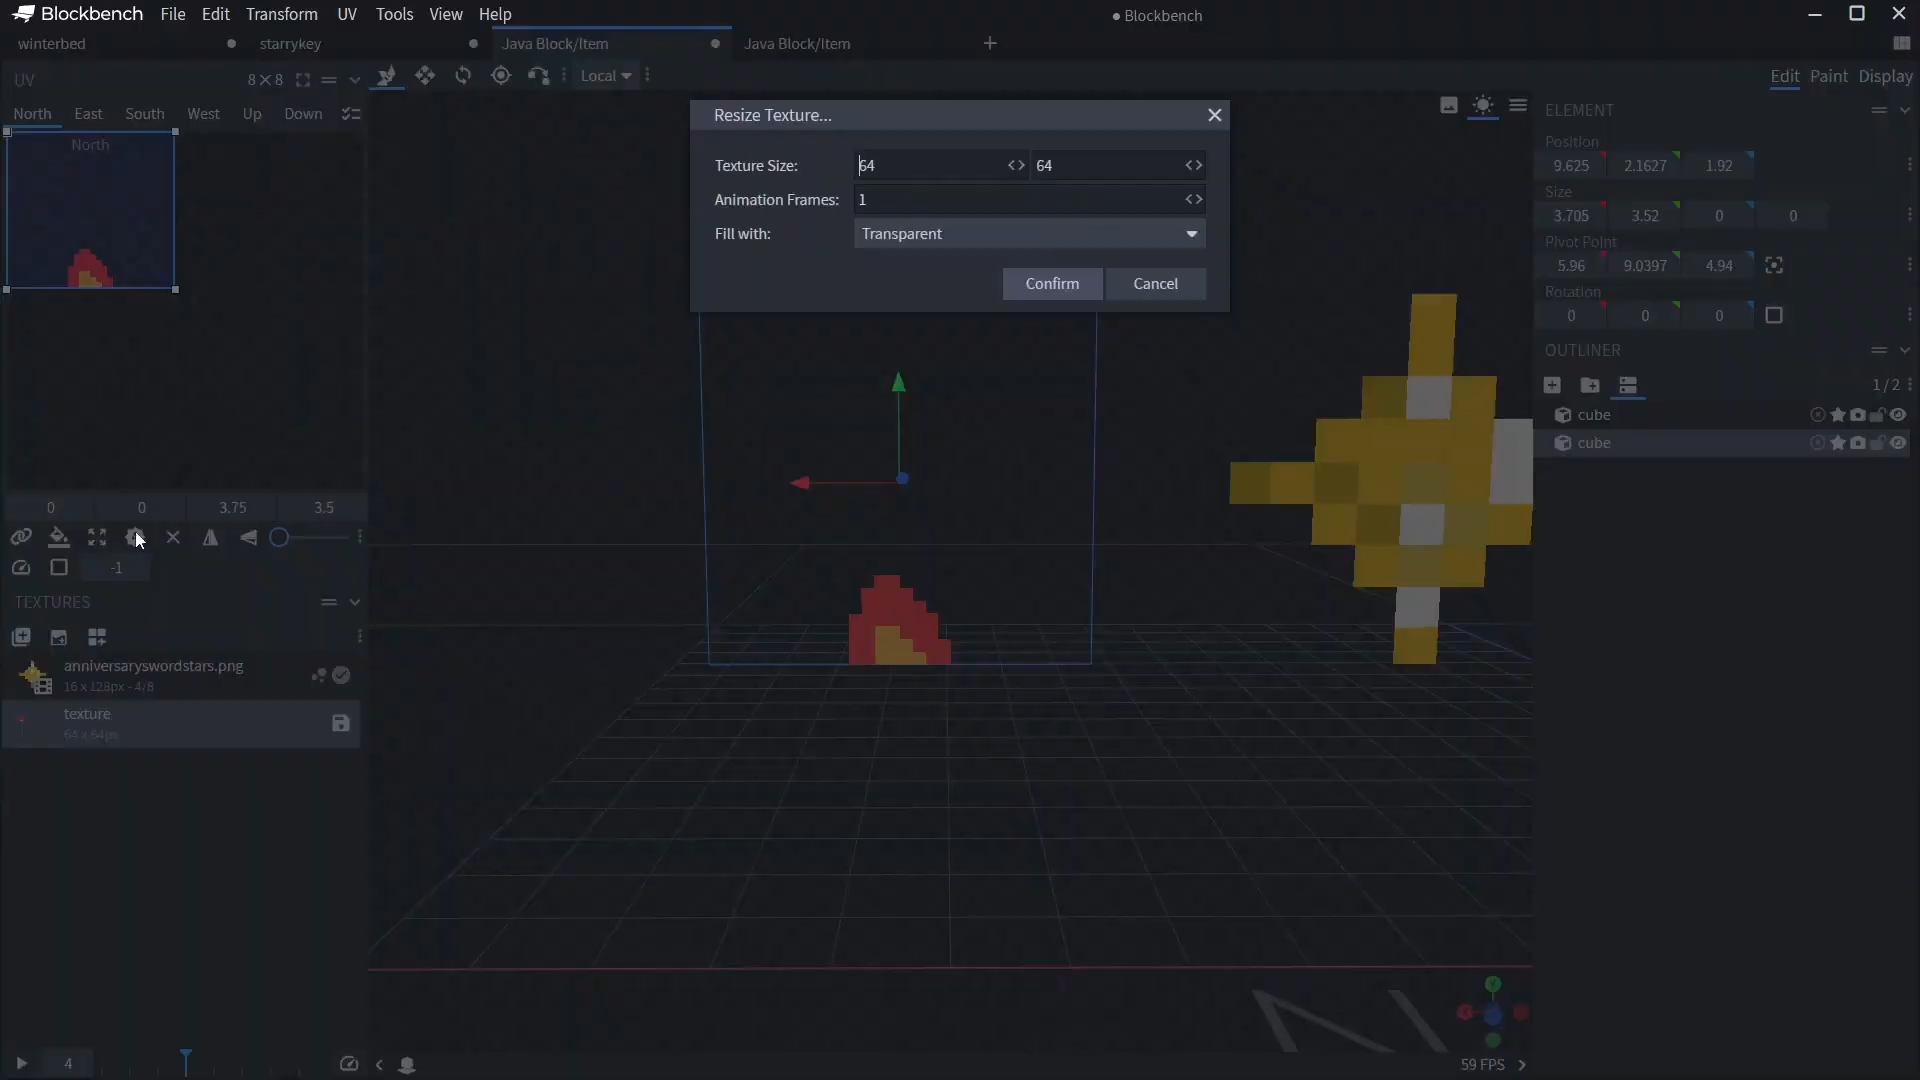 Blockbench File Edit Transform UV Tools View Help
● Blockbench
winterbed starrykey Java Block/Item Java Block/Item
UV 8×8 Local Edit Paint Display
North East South West Up Down
North
Resize Texture...
Texture Size: 64 64
Animation Frames: 1
Fill with: Transparent
Confirm Cancel
ELEMENT
Position
9.625 2.1627 1.92
Size
3.705 3.52 0 0
Pivot Point
5.96 9.0397 4.94
Rotation
0 0 0
OUTLINER
1/2
cube
cube
0 0 3.75 3.5
-1
TEXTURES
anniversaryswordstars.png
16 x 128px - 4/8
texture
64 x 64px
N
4
59 FPS